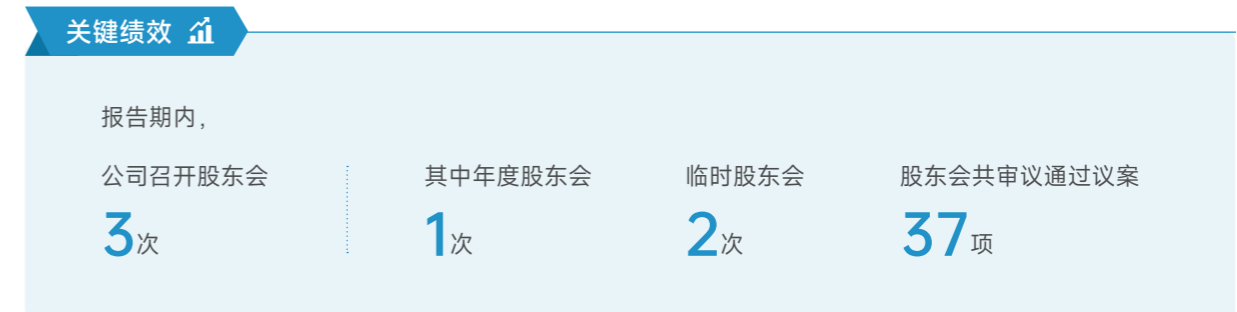 关键绩效
报告期内，
公司召开股东会
3次
其中年度股东会
1次
临时股东会
2次
股东会共审议通过议案
37项